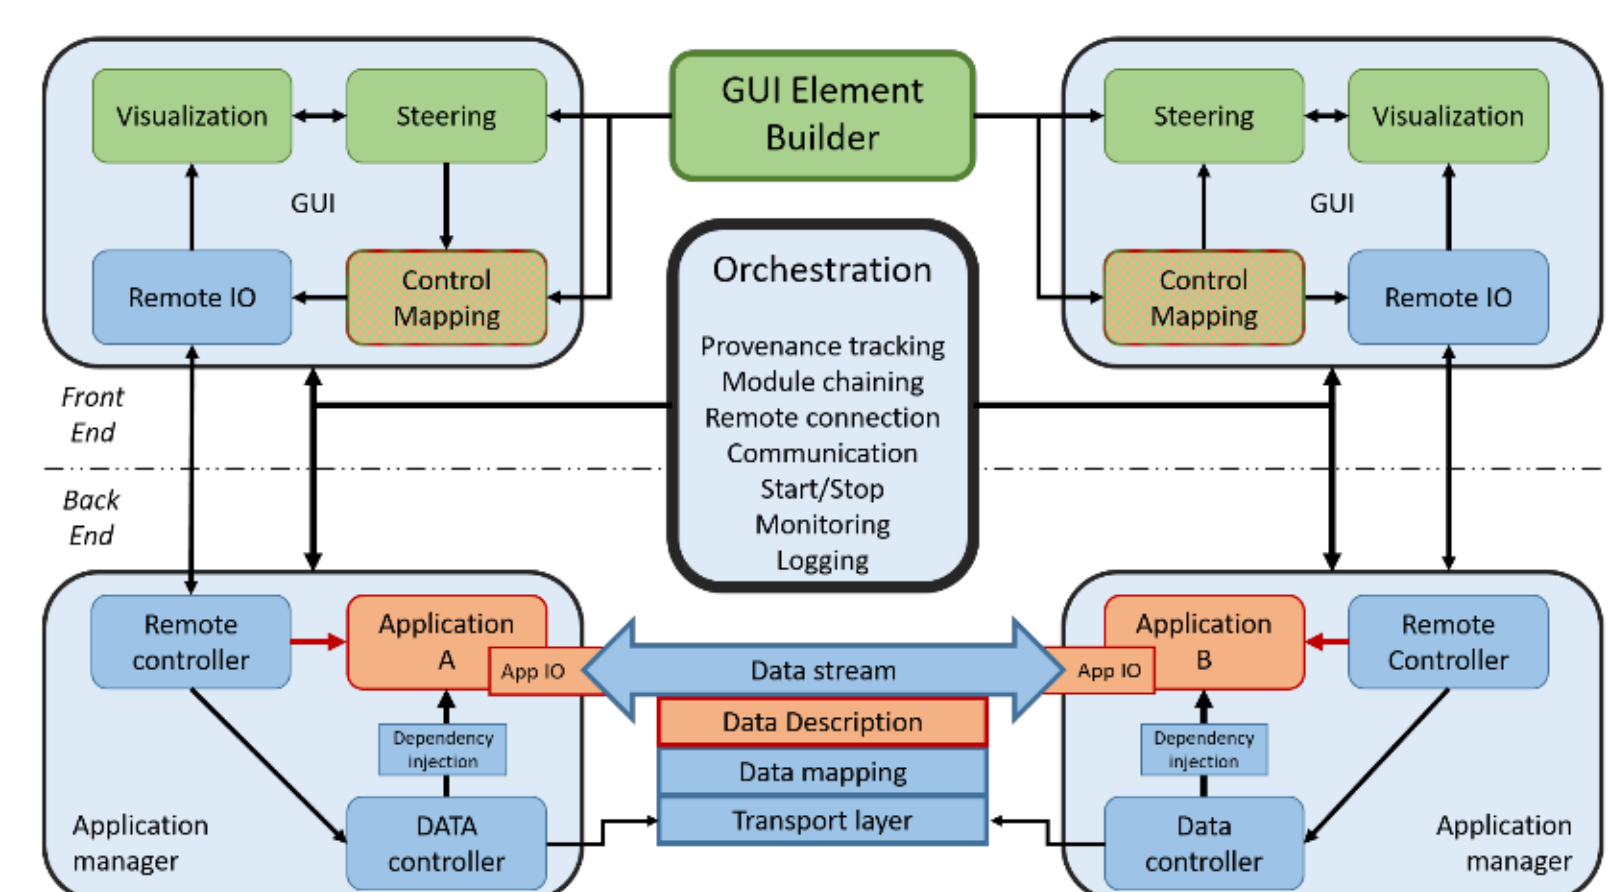 Visualization
Steering
GUI
Remote IO
Control
Mapping
GUI Element
Builder
Steering
Visualization
GUI
Control
Mapping
Remote IO
Orchestration
Provenance tracking
Module chaining
Remote connection
Communication
Start/Stop
Monitoring
Logging
Front
End
Back
End
Remote
controller
Application
A
App IO
Dependency
injection
DATA
controller
Application
manager
Data stream
Data Description
Data mapping
Transport layer
Application
B
App IO
Remote
Controller
Dependency
injection
Data
controller
Application
manager